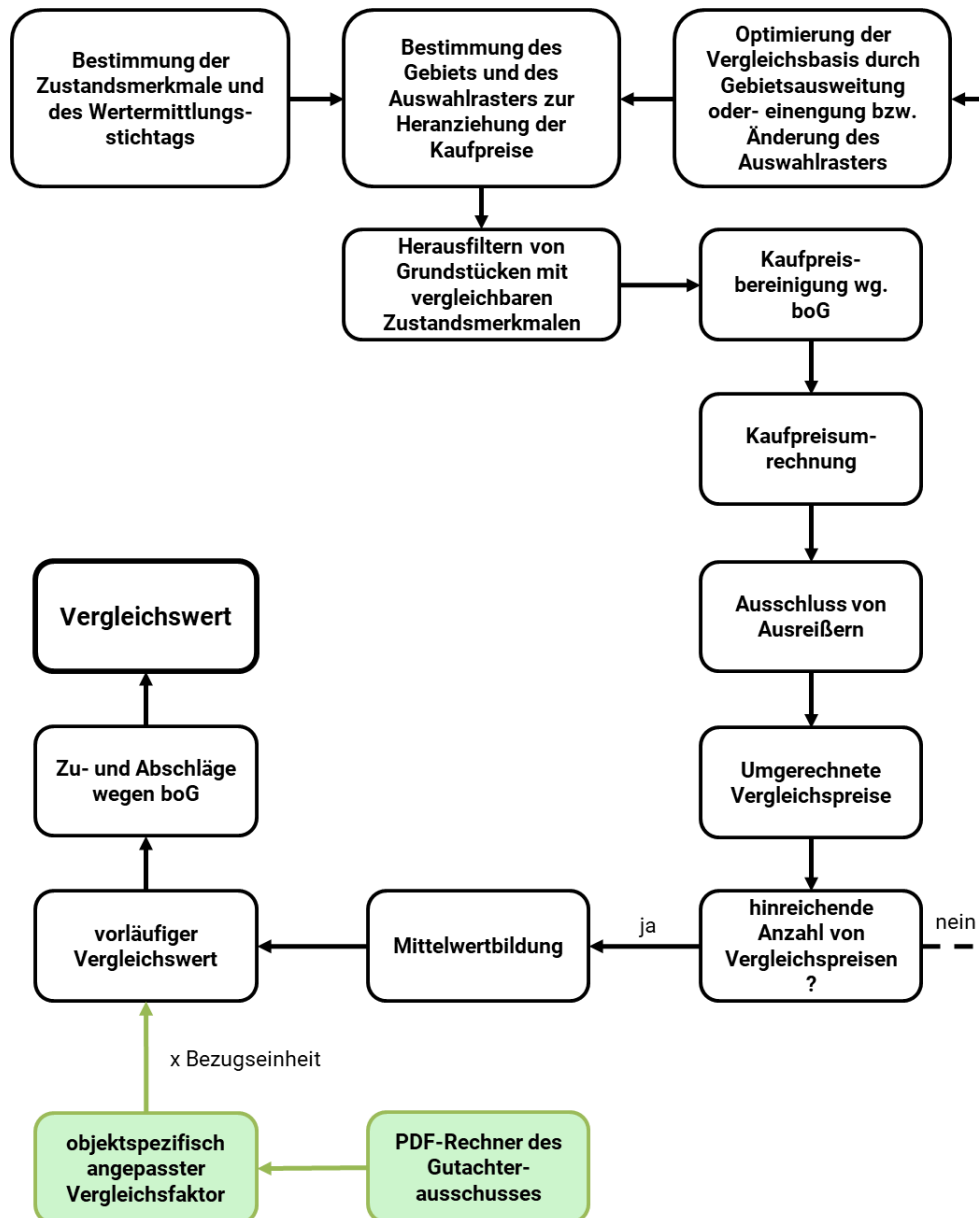 Bestimmung der
Zustandsmerkmale und
des Wertermittlungs-
stichtags
Bestimmung des
Gebiets und des
Auswahlrasters zur
Heranziehung der
Kaufpreise
Optimierung der
Vergleichsbasis durch
Gebietsausweitung
oder- einengung bzw.
Änderung des
Auswahlrasters
Herausfiltern von
Grundstücken mit
vergleichbaren
Zustandsmerkmalen
Kaufpreis-
bereinigung wg.
boG
Kaufpreisum-
rechnung
Ausschluss von
Ausreißern
Umgerechnete
Vergleichspreise
hinreichende
Anzahl von
Vergleichspreisen
?
nein
ja
Mittelwertbildung
vorläufiger
Vergleichswert
Zu- und Abschläge
wegen boG
Vergleichswert
x Bezugseinheit
objektspezifisch
angepasster
Vergleichsfaktor
PDF-Rechner des
Gutachter-
ausschusses